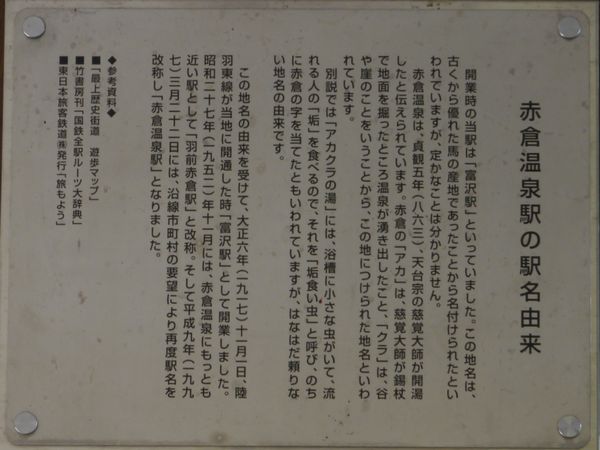 赤倉温泉駅の駅名由来
開業時の当駅は「富沢駅」といっていました。この地名は、
古くから優れた馬の産地であったことから名付けられたとい
われていますが、定かなことは分かりません。
赤倉温泉は、貞観五年（八六三）、天台宗の慈覚大師が開湯
したと伝えられています。赤倉の「アカ」は、慈覚大師が錫杖
で地面を掘ったところ温泉が湧き出したこと、「クラ」は、谷
や崖のことをいうことから、この地につけられた地名といわ
れています。
別説では「アカクラの湯」には、浴槽に小さな虫がいて、流
れる人の「垢」を食べるので、それを「垢食い虫」と呼び、のち
に赤倉の字を当てたともいわれていますが、はなはだ頼りな
い地名の由来です。
この地名の由来を受けて、大正六年（一九一七）十一月一日、陸
羽東線が当地に開通した時「富沢駅」として開業しました。
昭和二十七年（一九五二）年十一月には、赤倉温泉にもっとも
近い駅として「羽前赤倉駅」と改称。そして平成九年（一九九
七）三月二十二日には、沿線市町村の要望により再度駅名を
改称し「赤倉温泉駅」となりました。
◆参考資料◆
■「最上歴史街道　遊歩マップ」
■竹書房刊「国鉄全駅ルーツ大辞典」
■東日本旅客鉄道㈱発行「旅もよう」